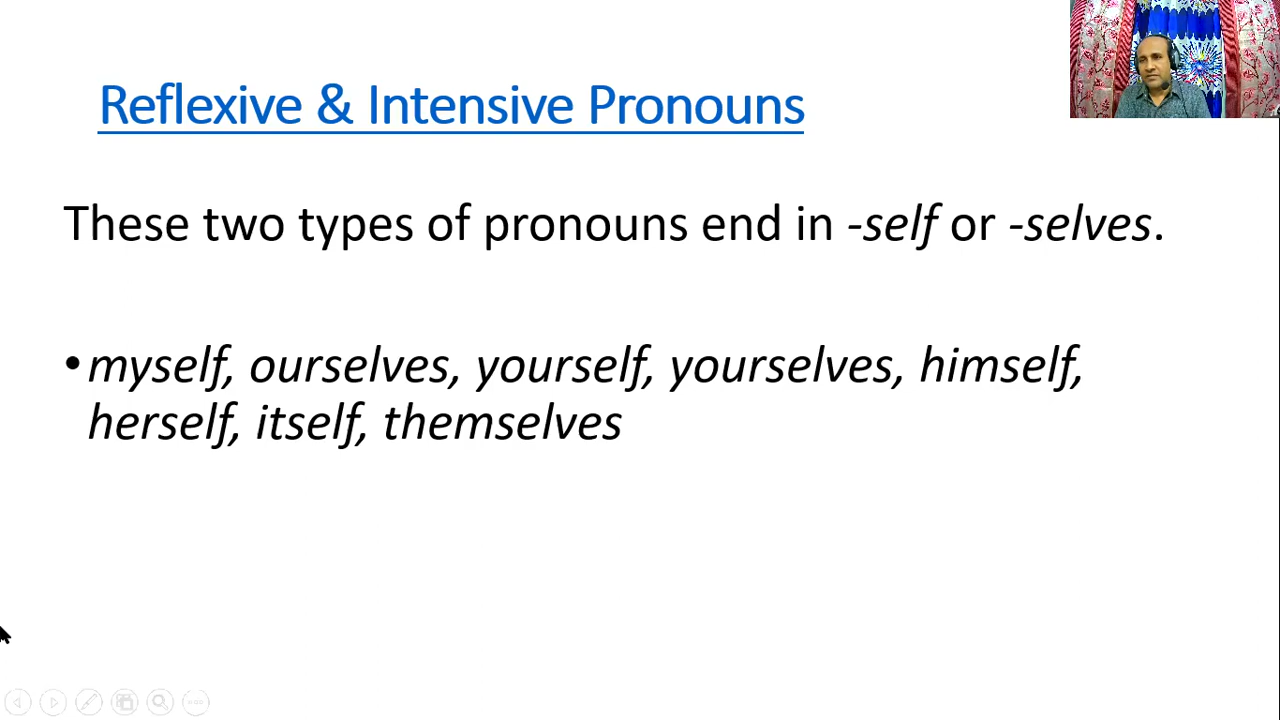 Reflexive & Intensive Pronouns
These two types of pronouns end in -self or -selves.
•myself, ourselves, yourself, yourselves, himself,
herself, itself, themselves